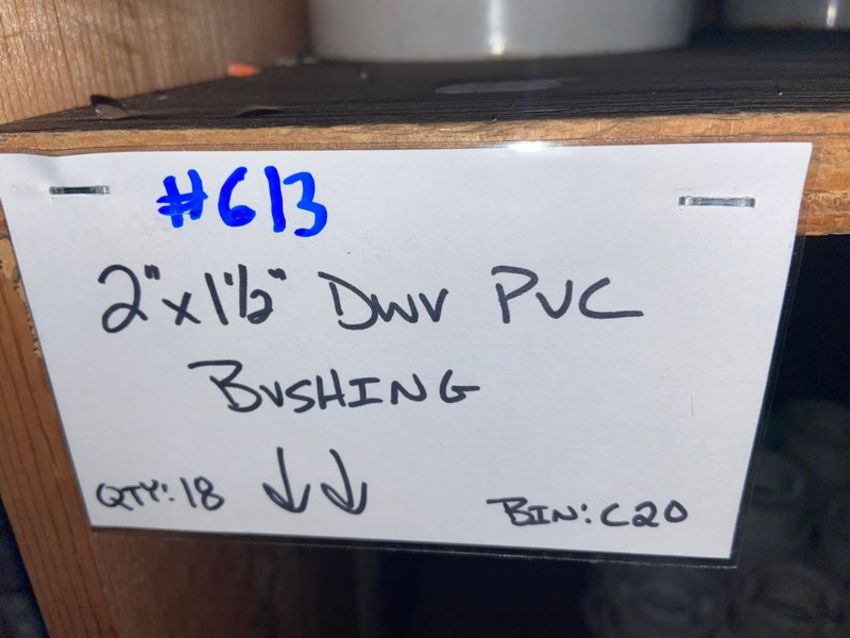 #613
2"x1½" DWV PVC
BUSHING
QTY: 18 ↓↓ BIN: C20